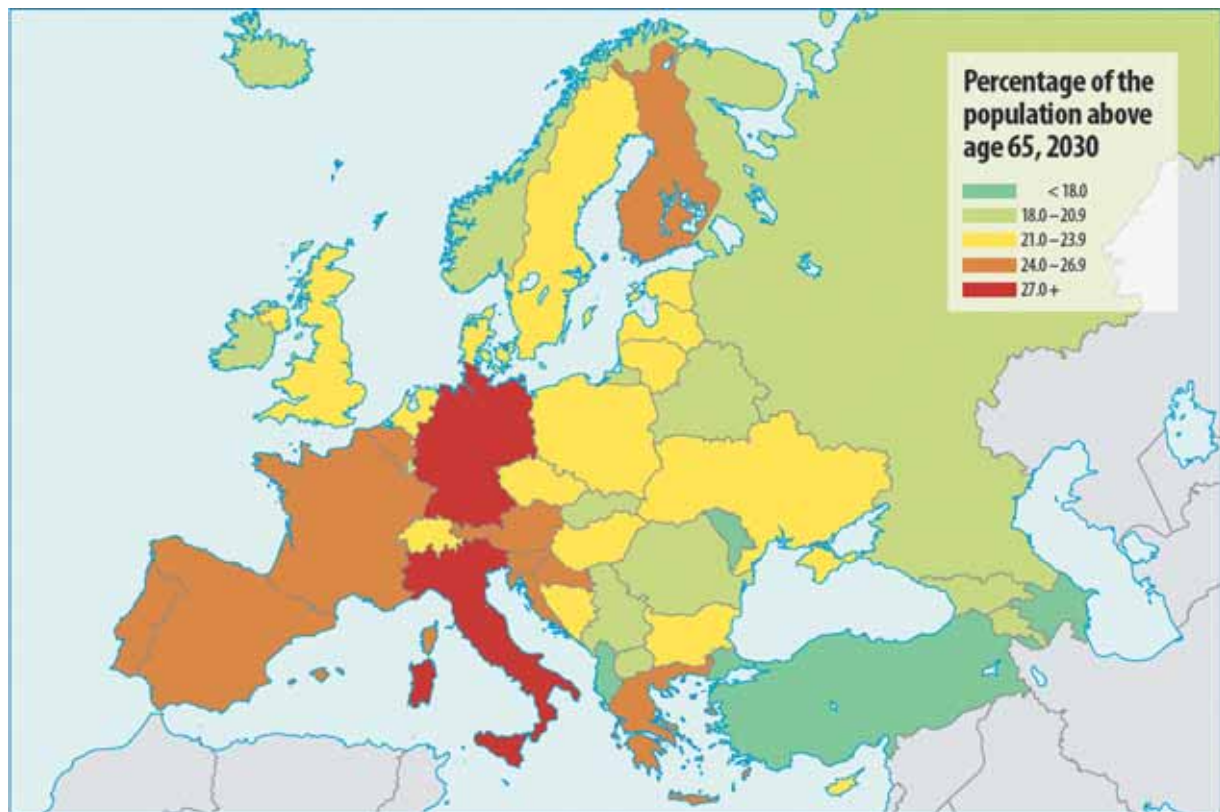 Percentage of the
population above
age 65, 2030
< 18.0
18.0–20.9
21.0–23.9
24.0–26.9
27.0 +